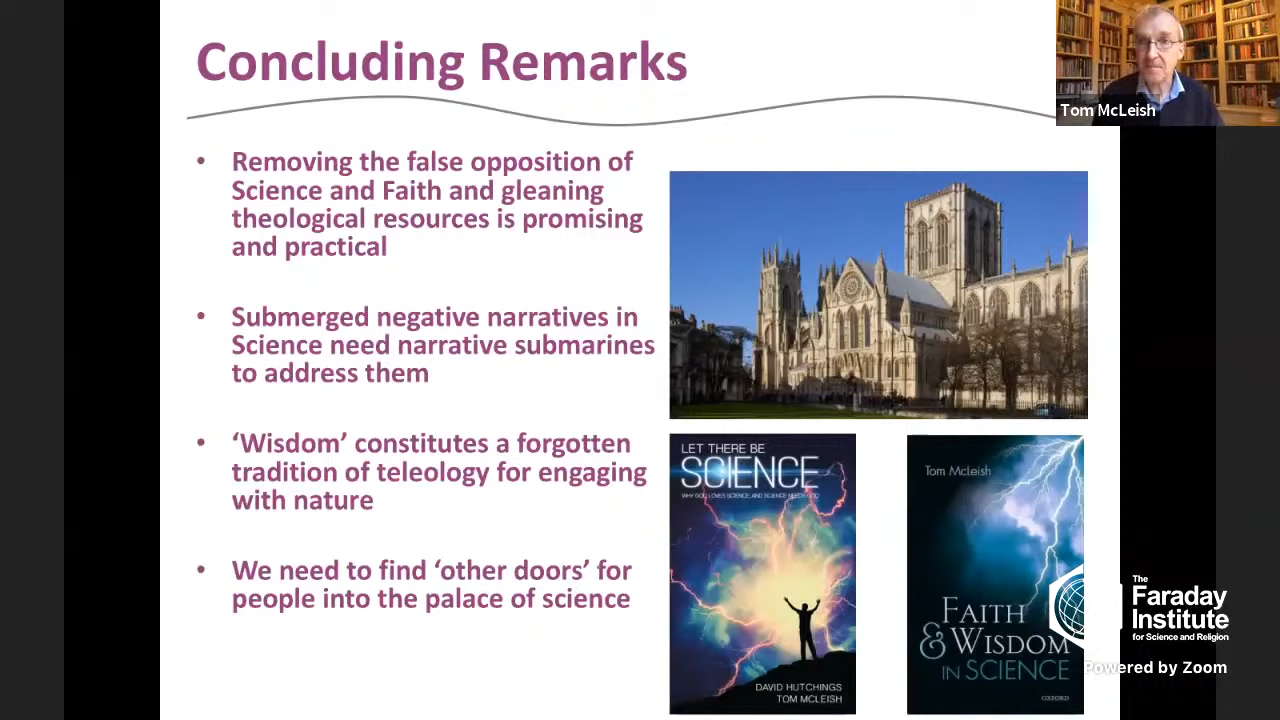 Concluding Remarks
Tom McLeish
• Removing the false opposition of
Science and Faith and gleaning
theological resources is promising
and practical
• Submerged negative narratives in
Science need narrative submarines
to address them
• ‘Wisdom’ constitutes a forgotten
tradition of teleology for engaging
with nature
• We need to find ‘other doors’ for
people into the palace of science
LET THERE BE
SCIENCE
WHY GOD LOVES SCIENCE, AND SCIENCE NEEDS GOD
DAVID HUTCHINGS
TOM MCLEISH
Tom McLeish
FAITH
& WISDOM
IN SCIENCE
OXFORD
The
Faraday
Institute
for Science and Religion
Powered by Zoom